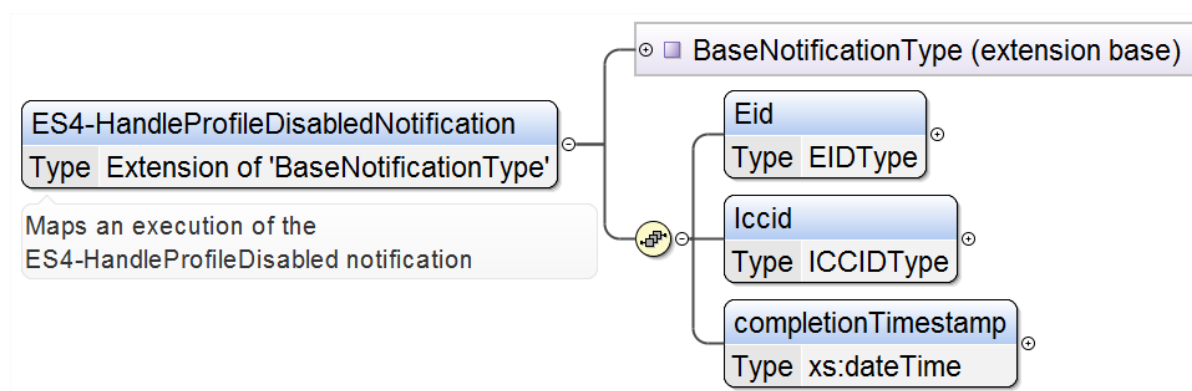 BaseNotificationType (extension base)
ES4-HandleProfileDisabledNotification
Type Extension of 'BaseNotificationType'
Maps an execution of the
ES4-HandleProfileDisabled notification
Eid
Type EIDType
Iccid
Type ICCIDType
completionTimestamp
Type xs:dateTime